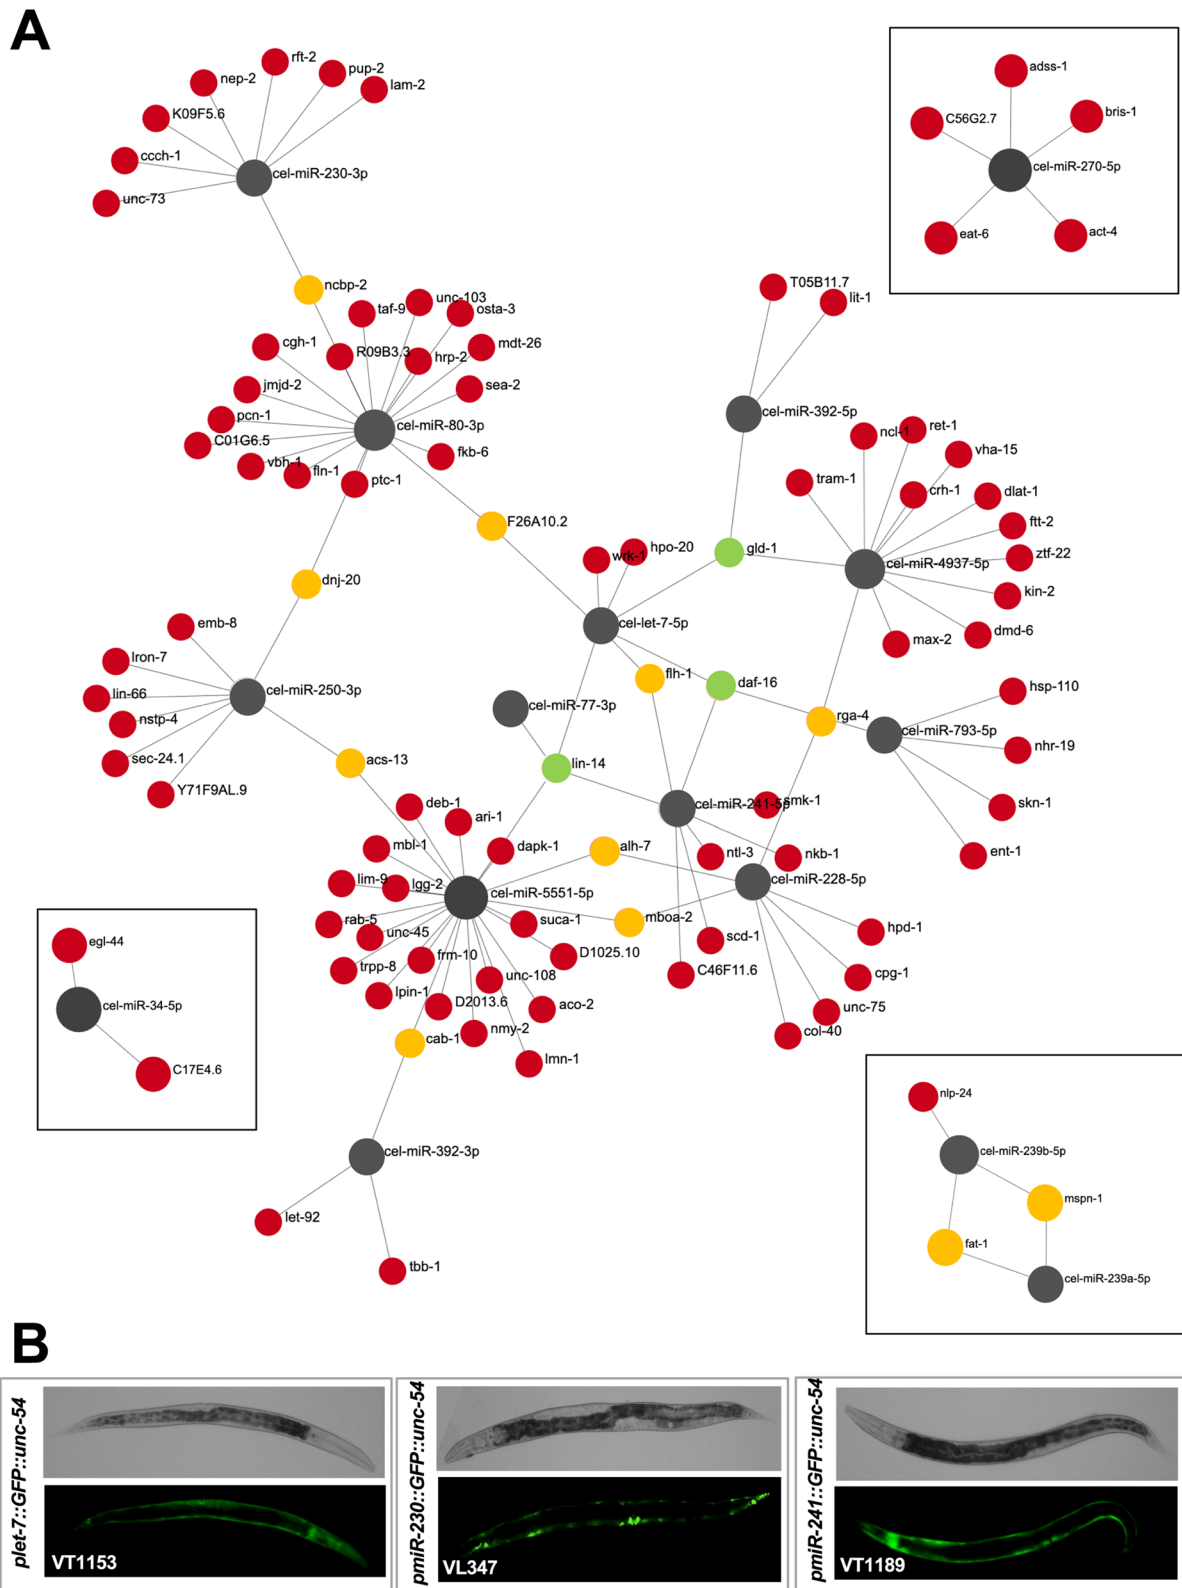 A
rft-2
pup-2
nep-2
lam-2
K09F5.6
ccch-1
cel-miR-230-3p
unc-73
adss-1
bris-1
C56G2.7
cel-miR-270-5p
eat-6
act-4
ncbp-2
T05B11.7
lit-1
unc-103
taf-9
osta-3
cgh-1
R09B3.3
hrp-2
mdt-26
jmjd-2
sea-2
pcn-1
cel-miR-80-3p
C01G6.5
vbh-1
fln-1
ptc-1
fkb-6
cel-miR-392-5p
ncl-1
ret-1
vha-15
tram-1
crh-1
dlat-1
F26A10.2
ftt-2
wrk-1
hpo-20
gld-1
ztf-22
cel-miR-4937-5p
dnj-20
kin-2
emb-8
cel-let-7-5p
max-2
dmd-6
lron-7
flh-1
daf-16
lin-66
cel-miR-250-3p
hsp-110
nstp-4
cel-miR-77-3p
rga-4
cel-miR-793-5p
nhr-19
sec-24.1
acs-13
lin-14
Y71F9AL.9
deb-1
ari-1
cel-miR-241-5p
smk-1
skn-1
mbl-1
dapk-1
alh-7
ntl-3
nkb-1
ent-1
lim-9
lgg-2
cel-miR-5551-5p
cel-miR-228-5p
rab-5
unc-45
suca-1
mboa-2
scd-1
hpd-1
egl-44
trpp-8
frm-10
unc-108
D1025.10
C46F11.6
cpg-1
lpin-1
D2013.6
aco-2
unc-75
cel-miR-34-5p
cab-1
nmy-2
lmn-1
col-40
C17E4.6
nlp-24
cel-miR-392-3p
cel-miR-239b-5p
mspn-1
let-92
fat-1
tbb-1
cel-miR-239a-5p
B
plet-7::GFP::unc-54
VT1153
pmiR-230::GFP::unc-54
VL347
pmiR-241::GFP::unc-54
VT1189